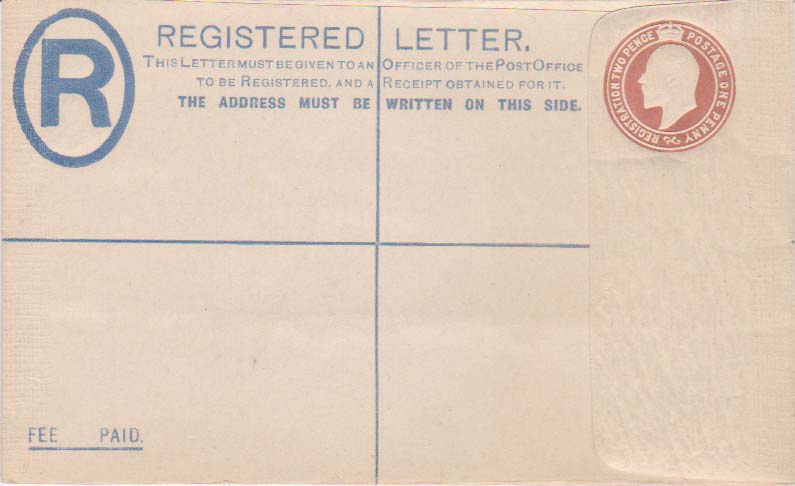 R
REGISTERED LETTER.
THIS LETTER MUST BE GIVEN TO AN OFFICER OF THE POST OFFICE
TO BE REGISTERED, AND A RECEIPT OBTAINED FOR IT.
THE ADDRESS MUST BE WRITTEN ON THIS SIDE.
REGISTRATION TWO PENCE POSTAGE ONE PENNY
FEE PAID.